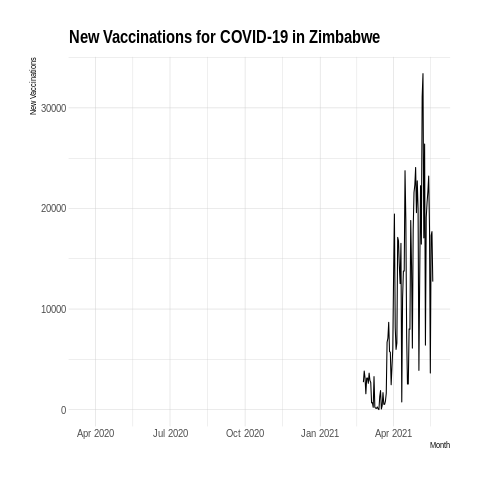 New Vaccinations for COVID-19 in Zimbabwe
New Vaccinations
30000
20000
10000
0
Apr 2020 Jul 2020 Oct 2020 Jan 2021 Apr 2021
Month